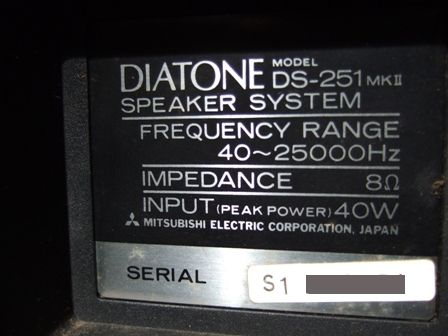 DIATONE MODEL DS-251 MKII
SPEAKER SYSTEM
FREQUENCY RANGE
40~25000Hz
IMPEDANCE 8Ω
INPUT (PEAK POWER) 40W
MITSUBISHI ELECTRIC CORPORATION, JAPAN
SERIAL S1